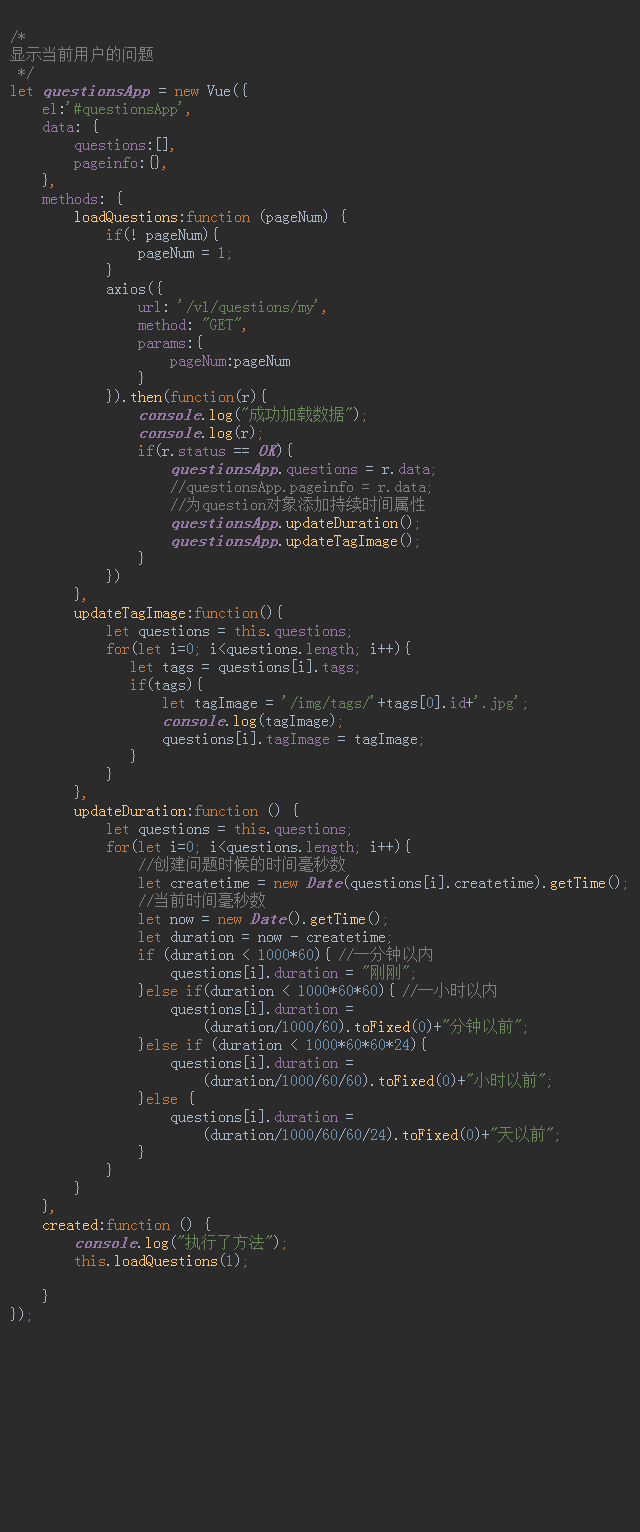 /*
显示当前用户的问题
 */
let questionsApp = new Vue({
    el:'#questionsApp',
    data: {
        questions:[],
        pageinfo:{},
    },
    methods: {
        loadQuestions:function (pageNum) {
            if(! pageNum){
                pageNum = 1;
            }
            axios({
                url: '/v1/questions/my',
                method: "GET",
                params:{
                    pageNum:pageNum
                }
            }).then(function(r){
                console.log("成功加载数据");
                console.log(r);
                if(r.status == OK){
                    questionsApp.questions = r.data;
                    //questionsApp.pageinfo = r.data;
                    //为question对象添加持续时间属性
                    questionsApp.updateDuration();
                    questionsApp.updateTagImage();
                }
            })
        },
        updateTagImage:function(){
            let questions = this.questions;
            for(let i=0; i<questions.length; i++){
               let tags = questions[i].tags;
               if(tags){
                   let tagImage = '/img/tags/'+tags[0].id+'.jpg';
                   console.log(tagImage);
                   questions[i].tagImage = tagImage;
               }
            }
        },
        updateDuration:function () {
            let questions = this.questions;
            for(let i=0; i<questions.length; i++){
                //创建问题时候的时间毫秒数
                let createtime = new Date(questions[i].createtime).getTime();
                //当前时间毫秒数
                let now = new Date().getTime();
                let duration = now - createtime;
                if (duration < 1000*60){ //一分钟以内
                    questions[i].duration = "刚刚";
                }else if(duration < 1000*60*60){ //一小时以内
                    questions[i].duration =
                        (duration/1000/60).toFixed(0)+"分钟以前";
                }else if (duration < 1000*60*60*24){
                    questions[i].duration =
                        (duration/1000/60/60).toFixed(0)+"小时以前";
                }else {
                    questions[i].duration =
                        (duration/1000/60/60/24).toFixed(0)+"天以前";
                }
            }
        }
    },
    created:function () {
        console.log("执行了方法");
        this.loadQuestions(1);
    }
});